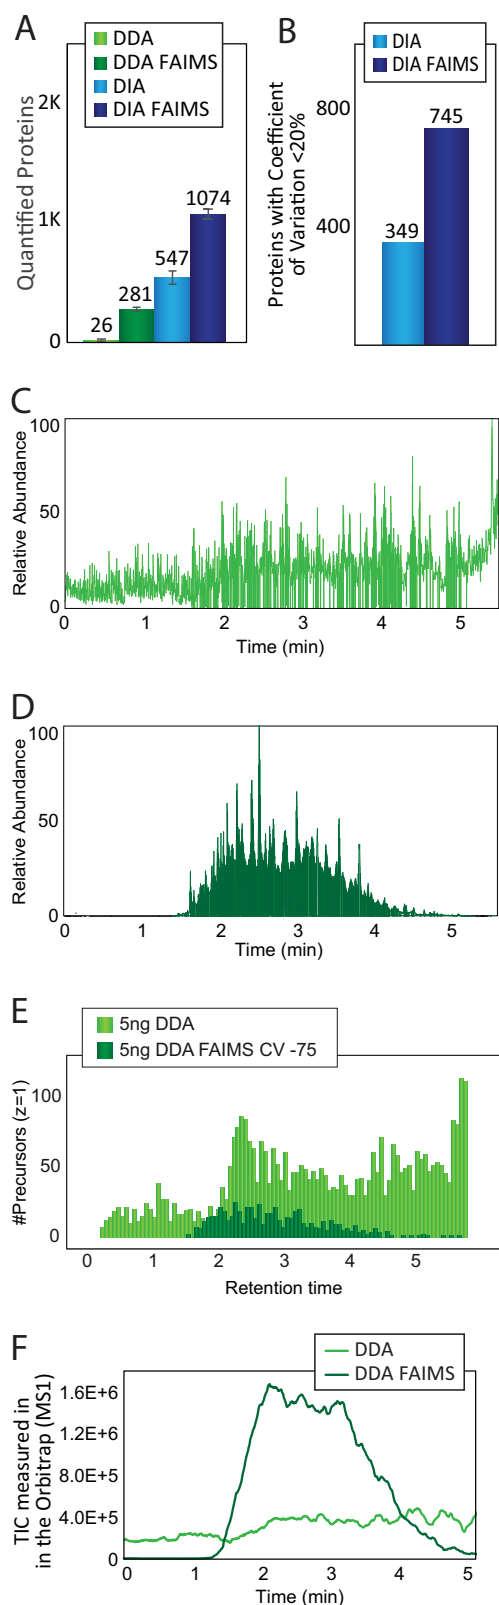 A
DDA
DDA FAIMS
DIA
DIA FAIMS
Quantified Proteins
2K
1K
0
26
281
547
1074
B
DIA
DIA FAIMS
Proteins with Coefficient
of Variation <20%
800
400
349
745
C
Relative Abundance
100
50
0
0 1 2 3 4 5
Time (min)
D
Relative Abundance
100
50
0
0 1 2 3 4 5
Time (min)
E
5ng DDA
5ng DDA FAIMS CV -75
#Precursors (z=1)
100
50
0
0 1 2 3 4 5
Retention time
F
DDA
DDA FAIMS
TIC measured in
in the Orbitrap (MS1)
1.6E+6
1.2E+6
8.0E+5
4.0E+5
0
0 1 2 3 4 5
Time (min)